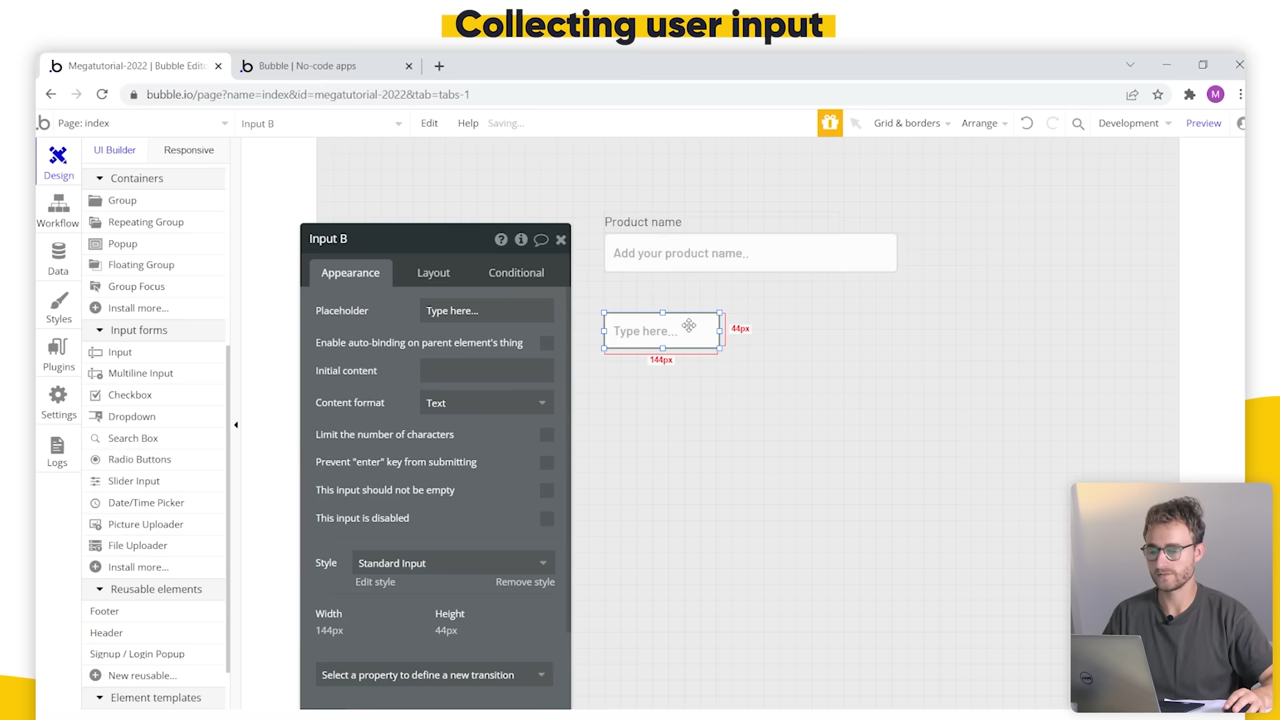 Collecting user input
Megatutorial-2022 | Bubble Edito
Bubble | No-code apps
bubble.io/page?name=index&id=megatutorial-2022&tab=tabs-1
M
Page: index
Input B
Edit
Help
Saving...
Grid & borders
Arrange
Development
Preview
Design
Workflow
Data
Styles
Plugins
Settings
Logs
UI Builder
Responsive
Containers
Group
Repeating Group
Popup
Floating Group
Group Focus
Install more...
Input forms
Input
Multiline Input
Checkbox
Dropdown
Search Box
Radio Buttons
Slider Input
Date/Time Picker
Picture Uploader
File Uploader
Install more...
Reusable elements
Footer
Header
Signup / Login Popup
New reusable...
Element templates
Input B
Appearance
Layout
Conditional
Placeholder
Type here...
Enable auto-binding on parent element's thing
Initial content
Content format
Text
Limit the number of characters
Prevent "enter" key from submitting
This input should not be empty
This input is disabled
Style
Standard Input
Edit style
Remove style
Width
Height
144px
44px
Select a property to define a new transition
Product name
Add your product name..
Type here...
44px
144px